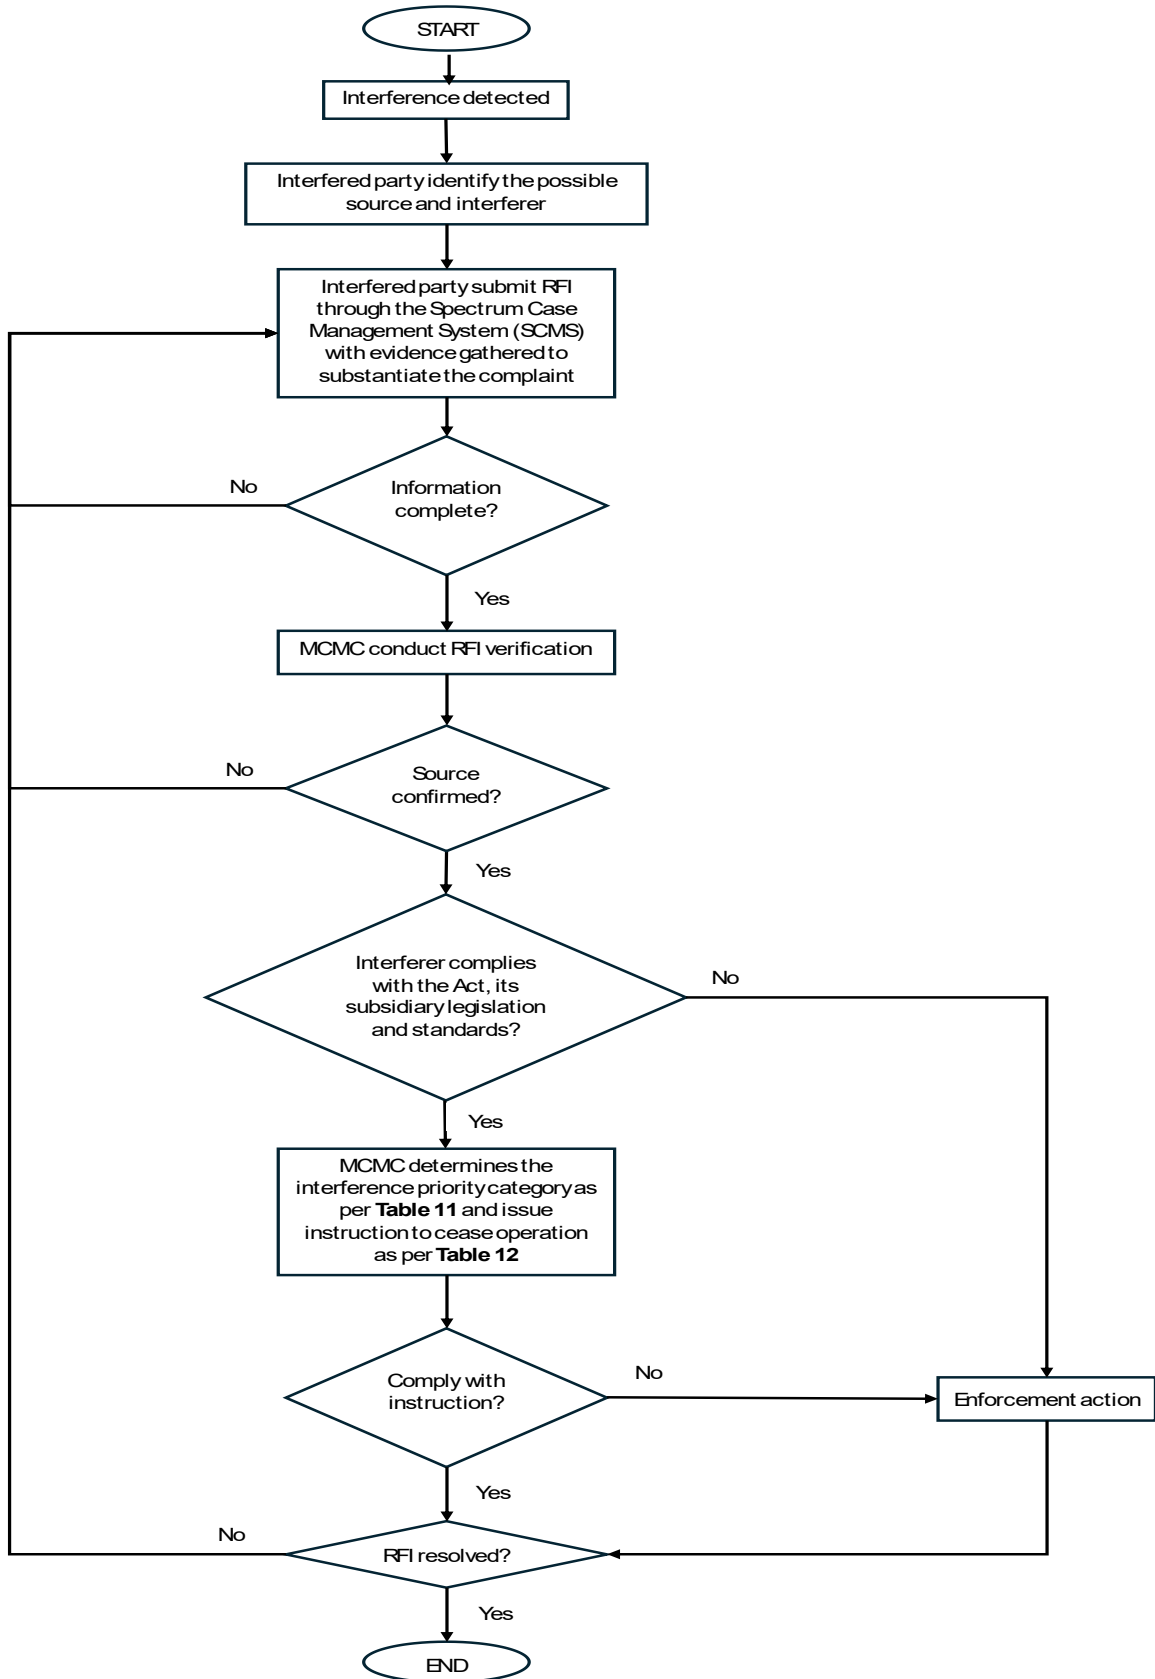 START
Interference detected
Interfered party identify the possible
source and interferer
Interfered party submit RFI
through the Spectrum Case
Management System (SCMS)
with evidence gathered to
substantiate the complaint
No
Information
complete?
Yes
MCMC conduct RFI verification
No
Source
confirmed?
Yes
Interferer complies
with the Act, its
subsidiary legislation
and standards?
No
Yes
MCMC determines the
interference priority category as
per Table 11 and issue
instruction to cease operation
as per Table 12
Comply with
instruction?
No
Enforcement action
Yes
No
RFI resolved?
Yes
END